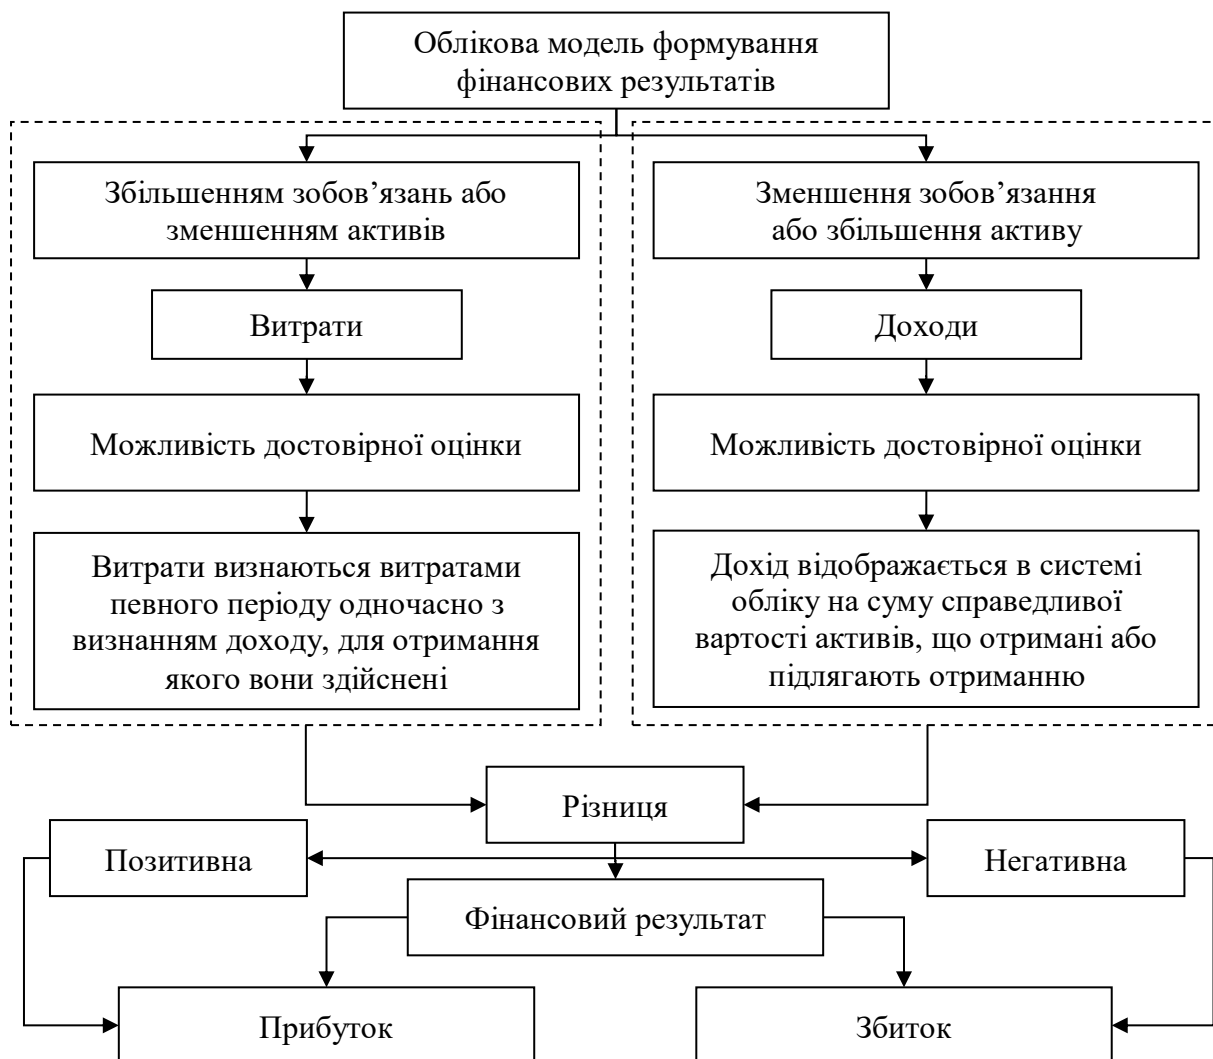 Облікова модель формування
фінансових результатів
Збільшенням зобов’язань або
зменшенням активів
Витрати
Можливість достовірної оцінки
Витрати визнаються витратами
певного періоду одночасно з
визнанням доходу, для отримання
якого вони здійснені
Зменшення зобов’язання
або збільшення активу
Доходи
Можливість достовірної оцінки
Дохід відображається в системі
обліку на суму справедливої
вартості активів, що отримані або
підлягають отриманню
Різниця
Позитивна
Негативна
Фінансовий результат
Прибуток
Збиток